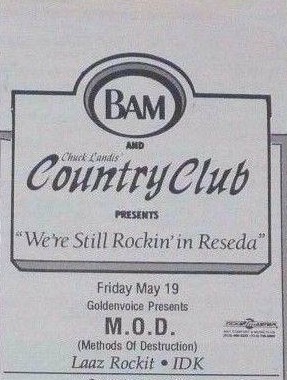 BAM
AND
Chuck Landis'
Country Club
PRESENTS
“We're Still Rockin' in Reseda”
Friday May 19
Goldenvoice Presents
M.O.D.
(Methods Of Destruction)
Laaz Rockit • IDK